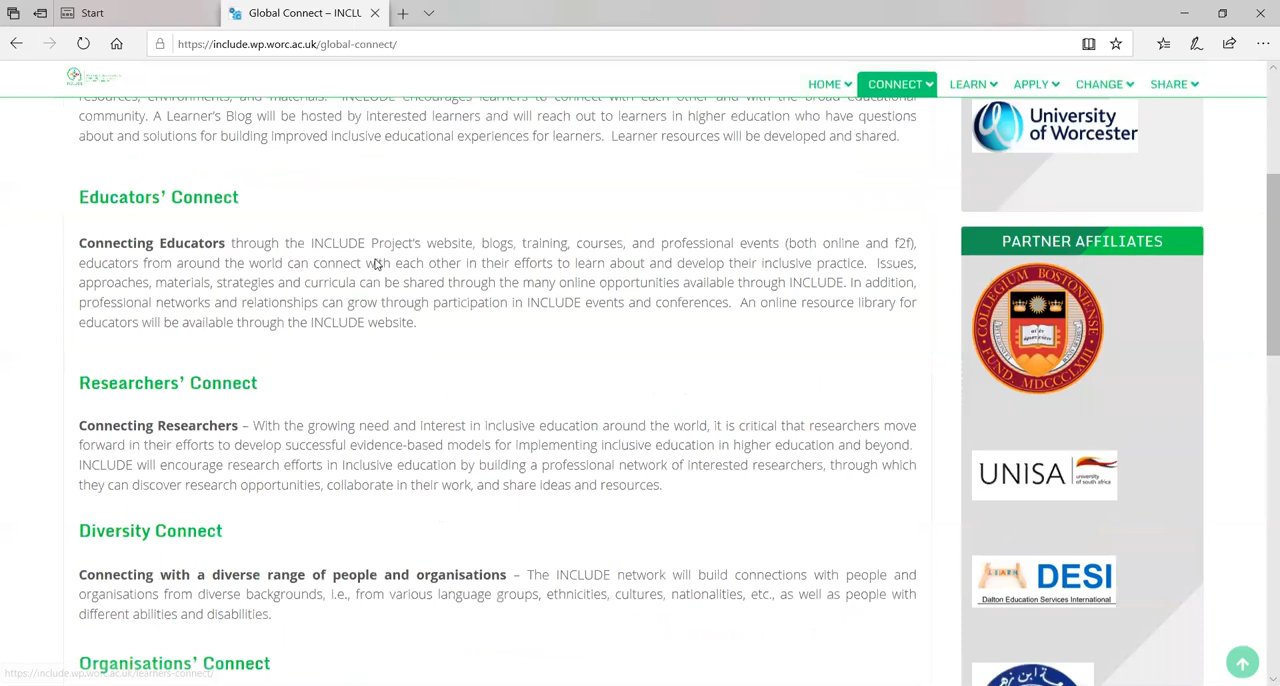 Start
Global Connect – INCLU
https://include.wp.worc.ac.uk/global-connect/
HOME CONNECT LEARN APPLY CHANGE SHARE
resources, environments, and materials. INCLUDE encourages learners to connect with each other and with the broad educational
community. A Learner's Blog will be hosted by interested learners and will reach out to learners in higher education who have questions
about and solutions for building improved inclusive educational experiences for learners. Learner resources will be developed and shared.
Educators' Connect
Connecting Educators through the INCLUDE Project's website, blogs, training, courses, and professional events (both online and f2f),
educators from around the world can connect with each other in their efforts to learn about and develop their inclusive practice. Issues,
approaches, materials, strategies and curricula can be shared through the many online opportunities available through INCLUDE. In addition,
professional networks and relationships can grow through participation in INCLUDE events and conferences. An online resource library for
educators will be available through the INCLUDE website.
Researchers' Connect
Connecting Researchers – With the growing need and interest in inclusive education around the world, it is critical that researchers move
forward in their efforts to develop successful evidence-based models for implementing inclusive education in higher education and beyond.
INCLUDE will encourage research efforts in Inclusive education by building a professional network of interested researchers, through which
they can discover research opportunities, collaborate in their work, and share ideas and resources.
Diversity Connect
Connecting with a diverse range of people and organisations – The INCLUDE network will build connections with people and
organisations from diverse backgrounds, i.e., from various language groups, ethnicities, cultures, nationalities, etc., as well as people with
different abilities and disabilities.
Organisations' Connect
https://include.wp.worc.ac.uk/learners-connect/
University
of Worcester
PARTNER AFFILIATES
COLLEGIUM BOSTONIENSE
FUND. MDCCCLXIII
UNISA university
of south africa
LEARN DESI
Dalton Education Services International